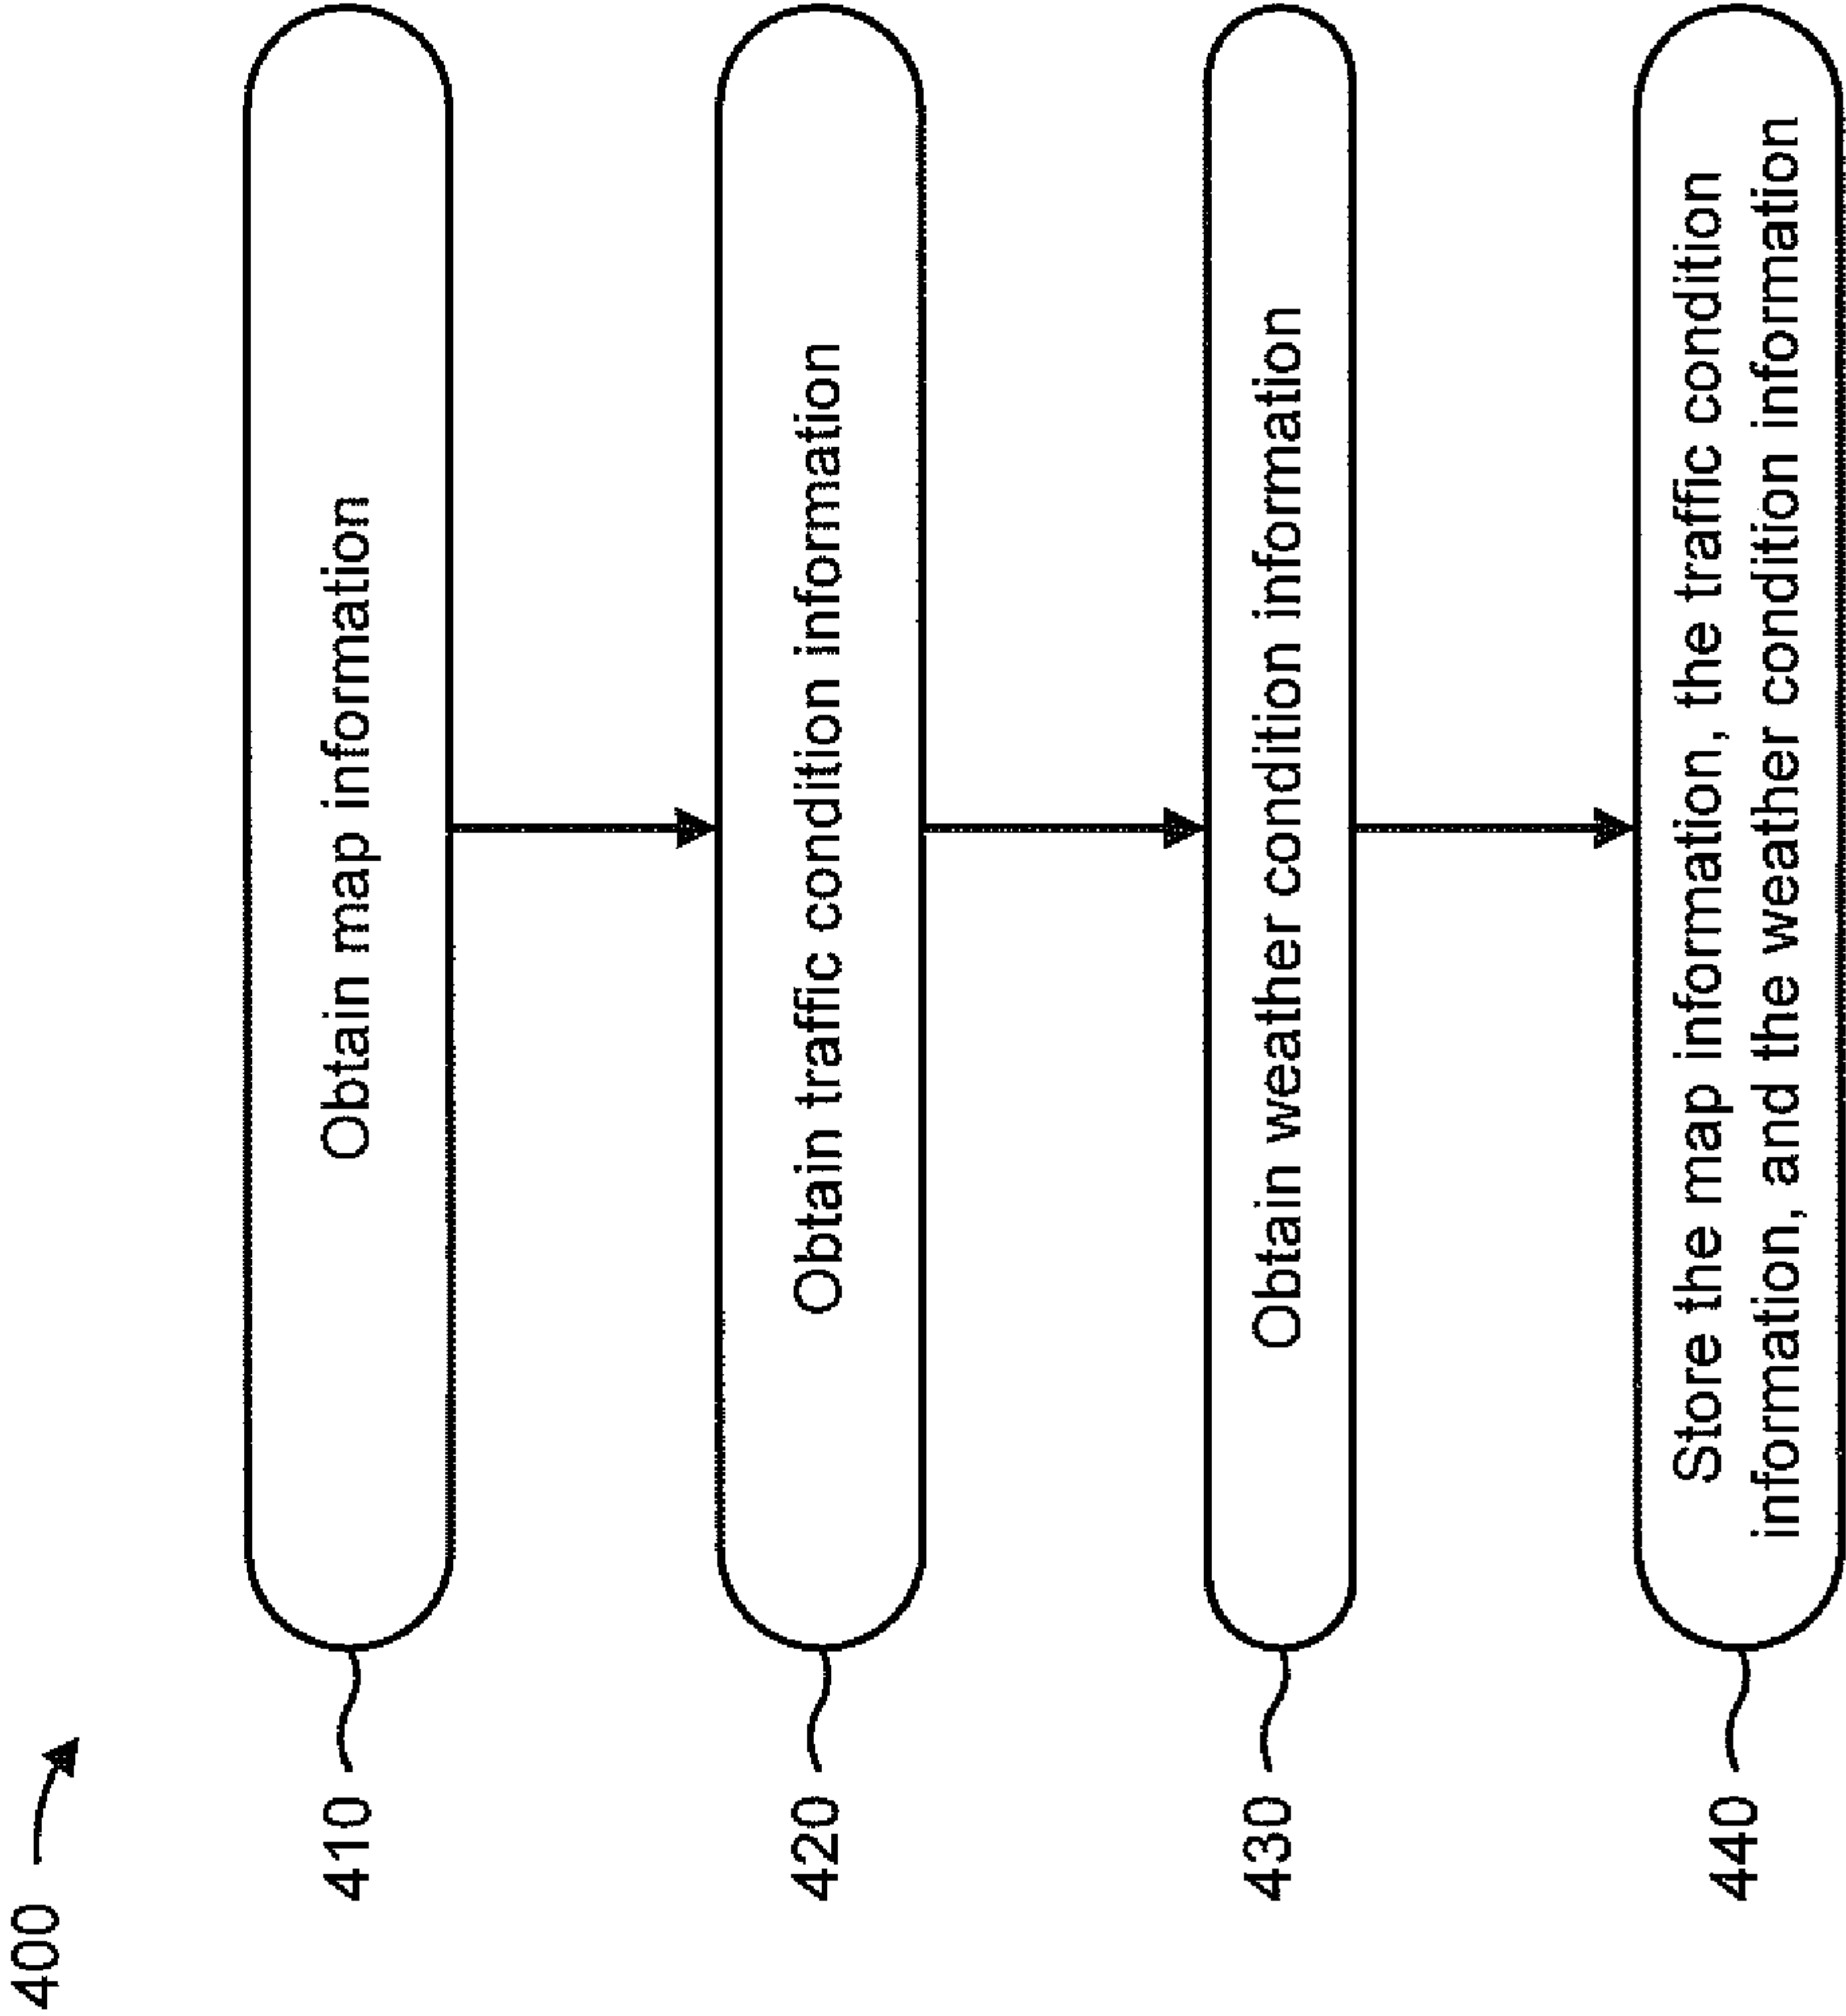 400
410
Obtain map information
420
Obtain traffic condition information
430
Obtain weather condition information
440
Store the map information, the traffic condition
information, and the weather condition information